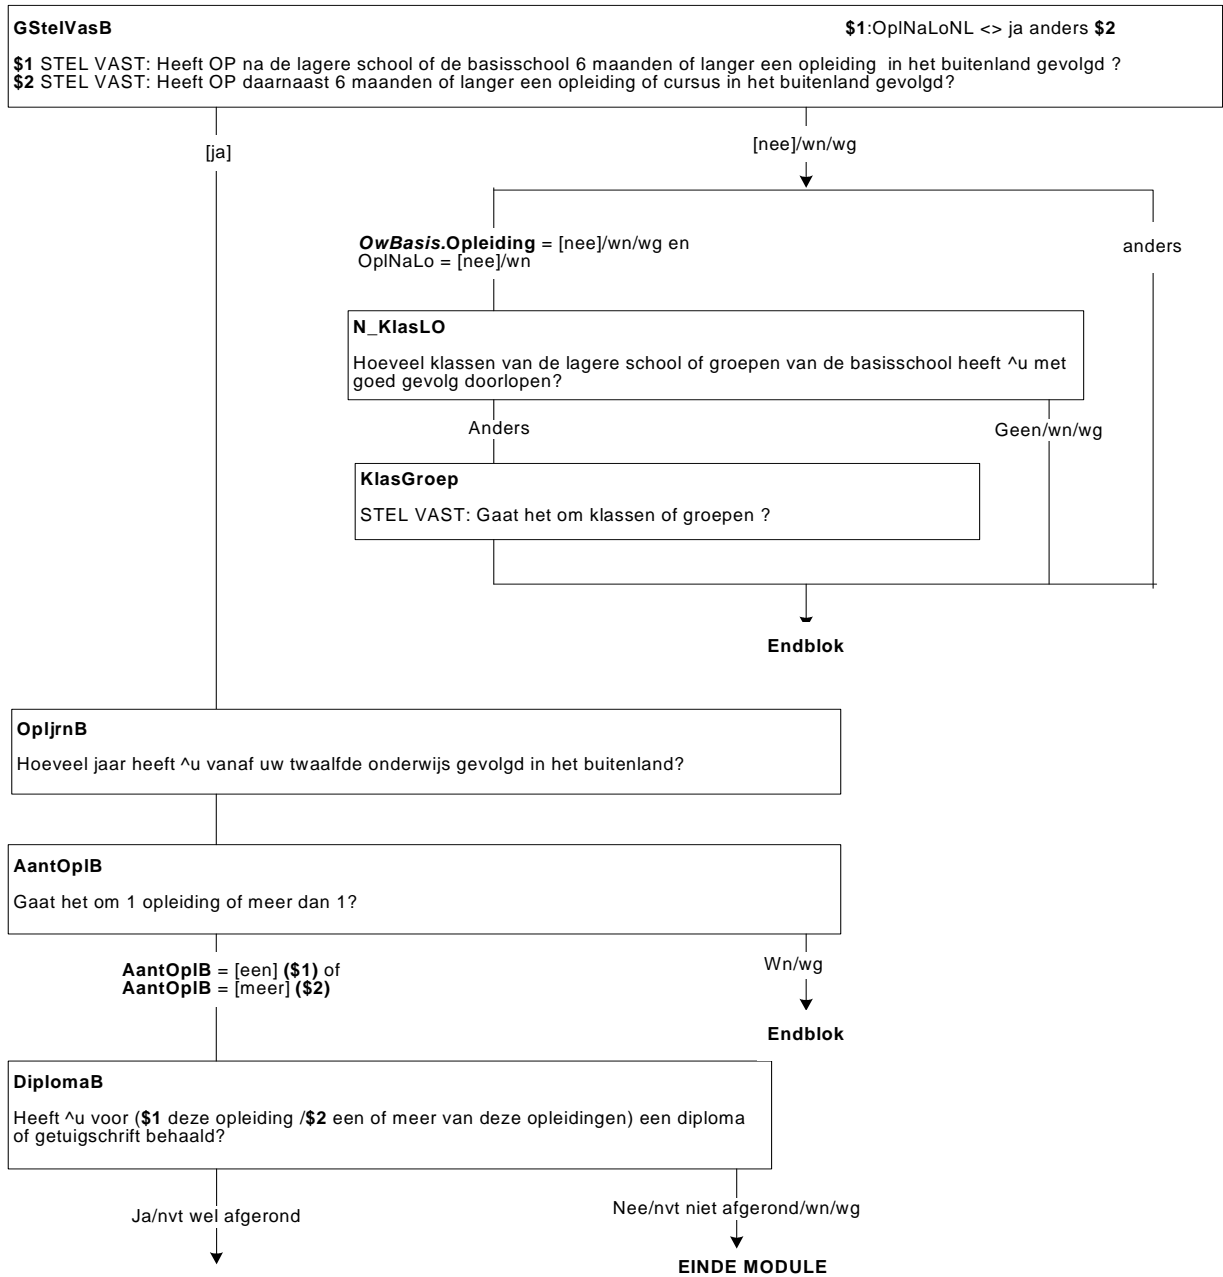 GStelVasB $1:OplNaLoNL <> ja anders $2
$1 STEL VAST: Heeft OP na de lagere school of de basisschool 6 maanden of langer een opleiding in het buitenland gevolgd ?
$2 STEL VAST: Heeft OP daarnaast 6 maanden of langer een opleiding of cursus in het buitenland gevolgd?
[ja]
[nee]/wn/wg
OwBasis.Opleiding = [nee]/wn/wg en
OplNaLo = [nee]/wn
anders
N_KlasLO
Hoeveel klassen van de lagere school of groepen van de basisschool heeft ^u met
goed gevolg doorlopen?
Anders
Geen/wn/wg
KlasGroep
STEL VAST: Gaat het om klassen of groepen ?
Endblok
OpljrnB
Hoeveel jaar heeft ^u vanaf uw twaalfde onderwijs gevolgd in het buitenland?
AantOplB
Gaat het om 1 opleiding of meer dan 1?
AantOplB = [een] ($1) of
AantOplB = [meer] ($2)
Wn/wg
Endblok
DiplomaB
Heeft ^u voor ($1 deze opleiding /$2 een of meer van deze opleidingen) een diploma
of getuigschrift behaald?
Ja/nvt wel afgerond
Nee/nvt niet afgerond/wn/wg
EINDE MODULE